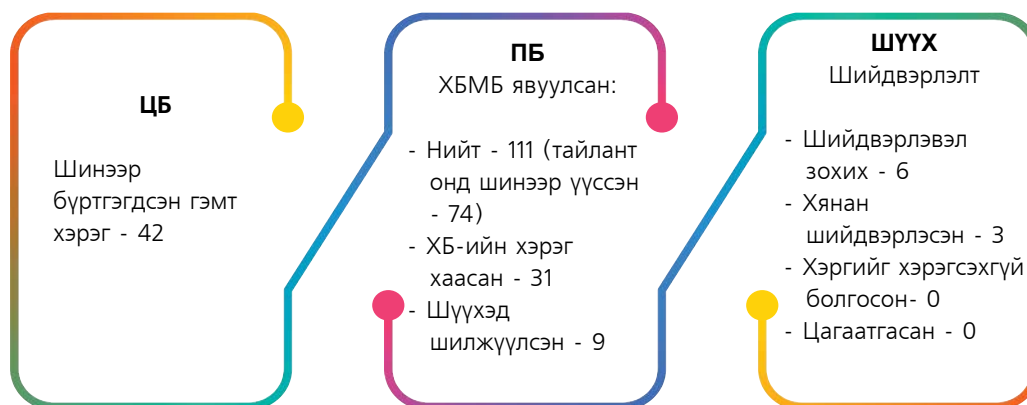 ЦБ
Шинээр
бүртгэгдсэн гэмт
хэрэг - 42
ПБ
ХБМБ явуулсан:
- Нийт - 111 (тайлант
онд шинээр үүссэн
- 74)
- ХБ-ийн хэрэг
хаасан - 31
- Шүүхэд
шилжүүлсэн - 9
ШҮҮХ
Шийдвэрлэлт
- Шийдвэрлэвэл
зохих - 6
- Хянан
шийдвэрлэсэн - 3
- Хэргийг хэрэгсэхгүй
болгосон- 0
- Цагаатгасан - 0